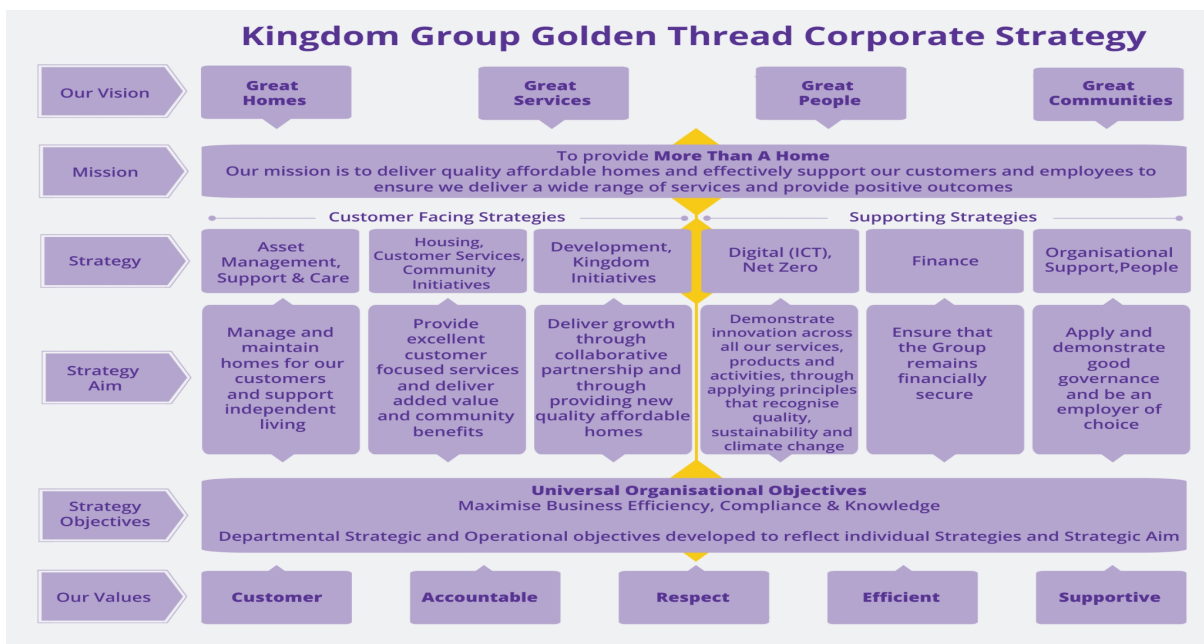 Kingdom Group Golden Thread Corporate Strategy
Our Vision
Great
Homes
Great
Services
Great
People
Great
Communities
Mission
To provide More Than A Home
Our mission is to deliver quality affordable homes and effectively support our customers and employees to
ensure we deliver a wide range of services and provide positive outcomes
Customer Facing Strategies
Supporting Strategies
Strategy
Asset
Management,
Support & Care
Housing,
Customer Services,
Community
Initiatives
Development,
Kingdom
Initiatives
Digital (ICT),
Net Zero
Finance
Organisational
Support,People
Strategy
Aim
Manage and
maintain
homes for our
customers
and support
independent
living
Provide
excellent
customer
focused services
and deliver
added value
and community
benefits
Deliver growth
through
collaborative
partnership and
through
providing new
quality affordable
homes
Demonstrate
innovation across
all our services,
products and
activities, through
applying principles
that recognise
quality,
sustainability and
climate change
Ensure that
the Group
remains
financially
secure
Apply and
demonstrate
good
governance
and be an
employer of
choice
Strategy
Objectives
Universal Organisational Objectives
Maximise Business Efficiency, Compliance & Knowledge
Departmental Strategic and Operational objectives developed to reflect individual Strategies and Strategic Aim
Our Values
Customer
Accountable
Respect
Efficient
Supportive